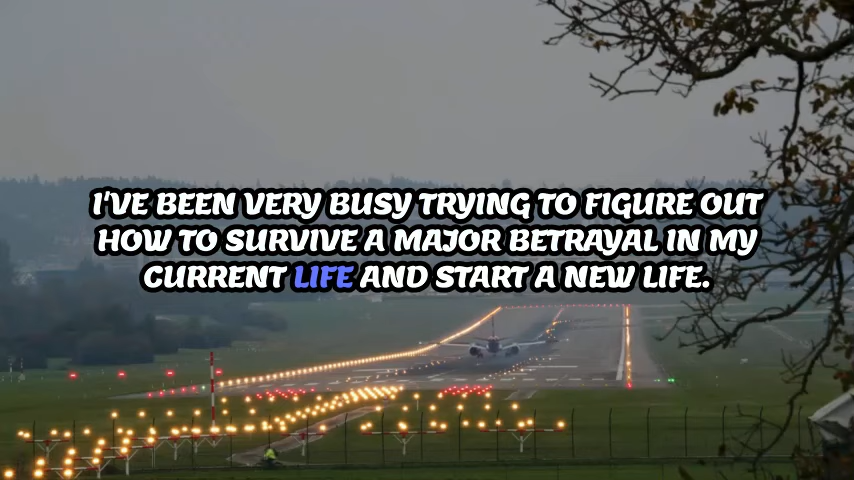 I'VE BEEN VERY BUSY TRYING TO FIGURE OUT
HOW TO SURVIVE A MAJOR BETRAYAL IN MY
CURRENT LIFE AND START A NEW LIFE.